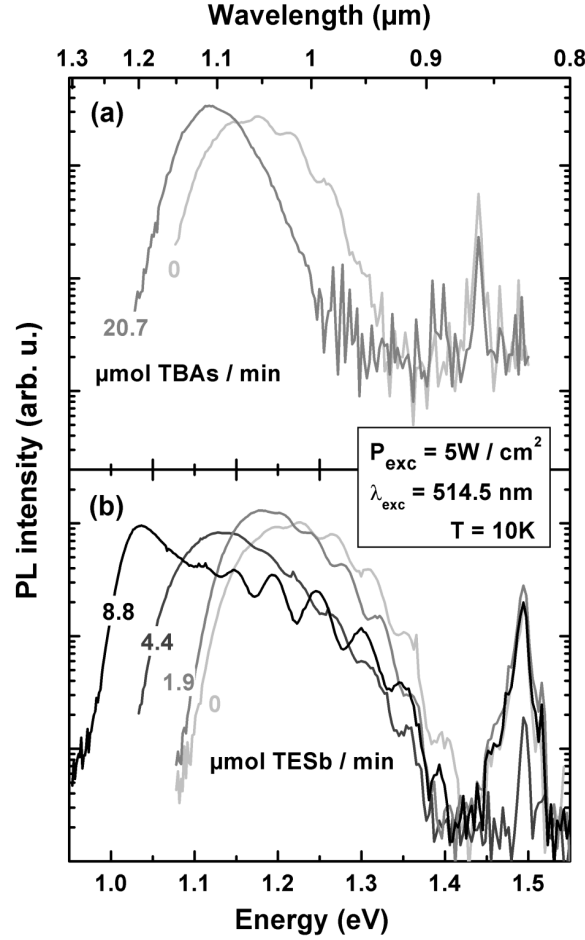 Wavelength (μm)
1.3 1.2 1.1 1 0.9 0.8
(a)
0
20.7
μmol TBAs / min
PL intensity (arb. u.)
P_exc = 5W / cm²
λ_exc = 514.5 nm
T = 10K
(b)
8.8
4.4
1.9
0
μmol TESb / min
1.0 1.1 1.2 1.3 1.4 1.5
Energy (eV)